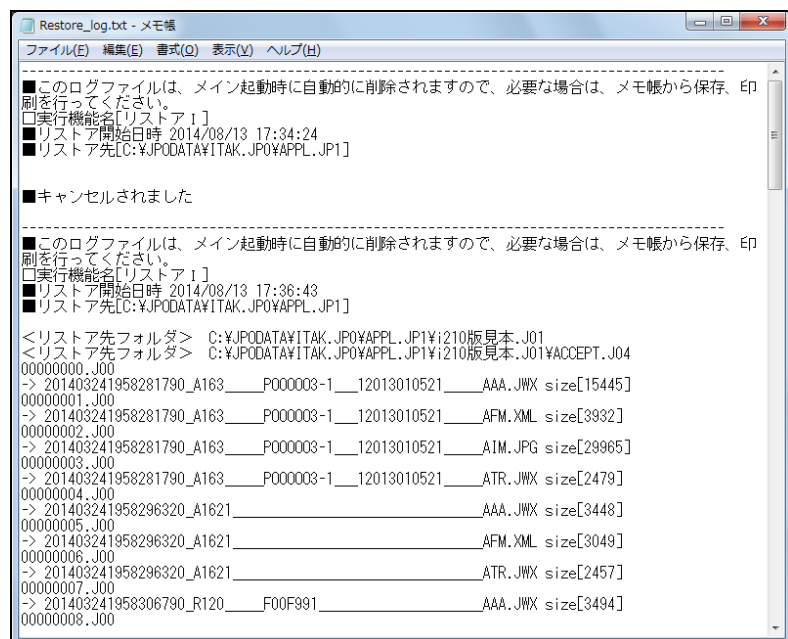 Restore_log.txt - メモ帳
ファイル(F) 編集(E) 書式(O) 表示(V) ヘルプ(H)
--------------------------------------------------------------------------------
■このログファイルは、メイン起動時に自動的に削除されますので、必要な場合は、メモ帳から保存、印
刷を行ってください。
□実行機能名[リストアⅠ]
■リストア開始日時 2014/08/13 17:34:24
■リストア先[C:¥JPODATA¥ITAK.JP0¥APPL.JP1]
■キャンセルされました
--------------------------------------------------------------------------------
■このログファイルは、メイン起動時に自動的に削除されますので、必要な場合は、メモ帳から保存、印
刷を行ってください。
□実行機能名[リストアⅠ]
■リストア開始日時 2014/08/13 17:36:43
■リストア先[C:¥JPODATA¥ITAK.JP0¥APPL.JP1]
<リストア先フォルダ> C:¥JPODATA¥ITAK.JP0¥APPL.JP1¥i210版見本.J01
<リストア先フォルダ> C:¥JPODATA¥ITAK.JP0¥APPL.JP1¥i210版見本.J01¥ACCEPT.J04
00000000.J00
-> 201403241958281790_A163_____P000003-1___12013010521_____AAA.JWX size[15445]
00000001.J00
-> 201403241958281790_A163_____P000003-1___12013010521_____AFM.XML size[3932]
00000002.J00
-> 201403241958281790_A163_____P000003-1___12013010521_____AIM.JPG size[29965]
00000003.J00
-> 201403241958281790_A163_____P000003-1___12013010521_____ATR.JWX size[2479]
00000004.J00
-> 201403241958296320_A1621________________________________AAA.JWX size[3448]
00000005.J00
-> 201403241958296320_A1621________________________________AFM.XML size[3049]
00000006.J00
-> 201403241958296320_A1621________________________________ATR.JWX size[2457]
00000007.J00
-> 201403241958306790_R120_____F00F991_____________________AAA.JWX size[3494]
00000008.J00